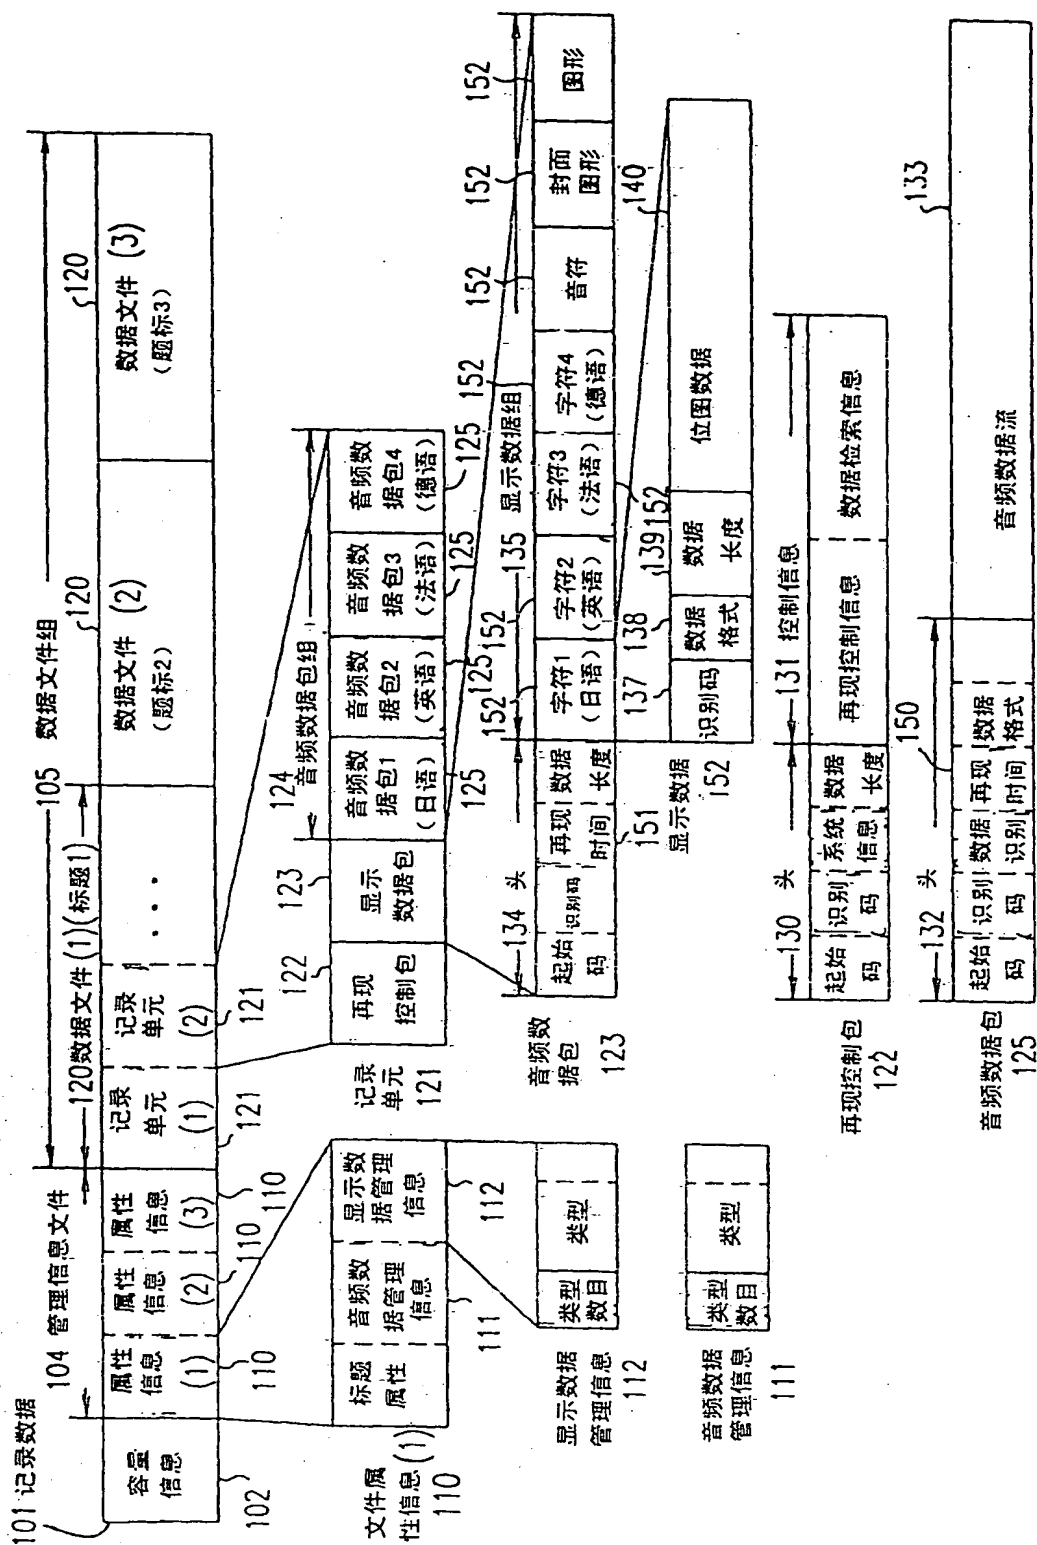 101 记录数据
104 管理信息文件
105 数据文件组
120数据文件(1)(标题1)
120
120
容量
信息
属性
信息
(1)
属性
信息
(2)
属性
信息
(3)
记录
单元
(1)
记录
单元
(2)
数据文件 (2)
(题标2)
数据文件 (3)
(题标3)
102
110
110
110
121
121
文件属
性信息(1)
110
标题
属性
音频数
据管理
信息
显示数
据管理
信息
111
112
记录
单元
121
122
123
124
音频数据包组
再现
控制包
显示
数据包
音频数
据包1
(日语)
音频数
据包2
(英语)
音频数
据包3
(法语)
音频数
据包4
(德语)
125
125
125
125
显示数据
管理信息
112
类型
数目
类型
音频数据
管理信息
111
类型
数目
类型
音频数
据包
123
134 头
135 显示数据组
152
152
152
152
152
152
起始
码
识别码
再现
时间
数据
长度
字符1
(日语)
字符2
(英语)
字符3
(法语)
字符4
(德语)
音符
封面
图形
图形
151
152
显示数据
152
137
138
139
140
识别码
数据
格式
数据
长度
位图数据
再现控制包
122
130 头
131 控制信息
起始
码
识别
码
系统
信息
数据
长度
再现控制信息
数据检索信息
音频数据包
125
132 头
150
133
起始
码
识别
码
数据
识别
再现
时间
数据
格式
音频数据流